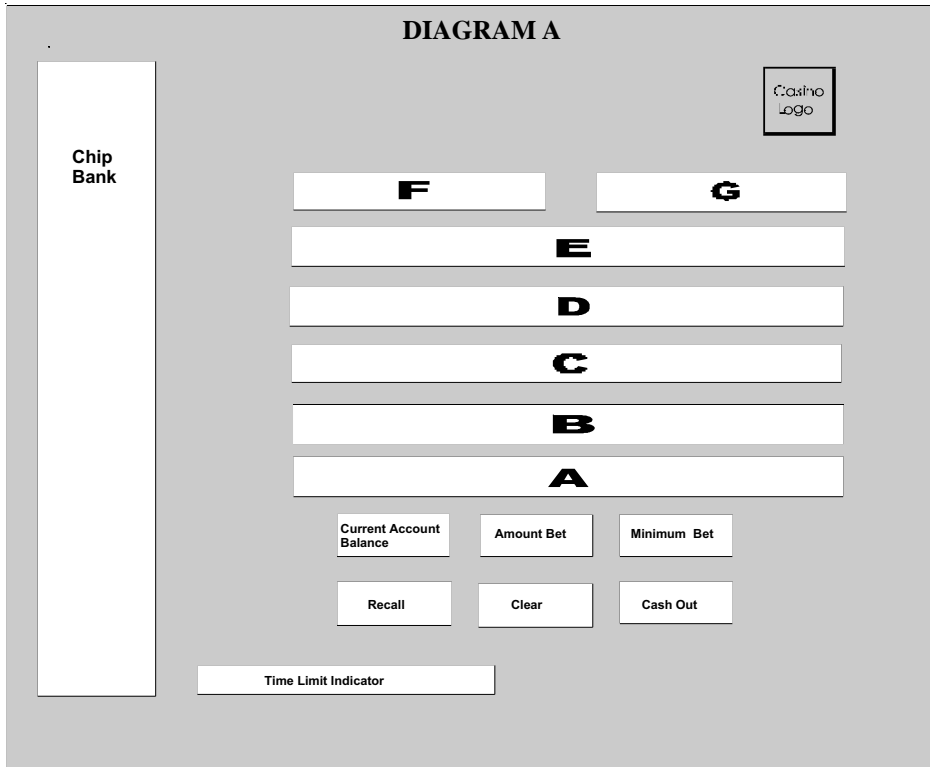 DIAGRAM A
Casino
Logo
Chip
Bank
F
G
E
D
C
B
A
Current Account
Balance
Amount Bet
Minimum Bet
Recall
Clear
Cash Out
Time Limit Indicator